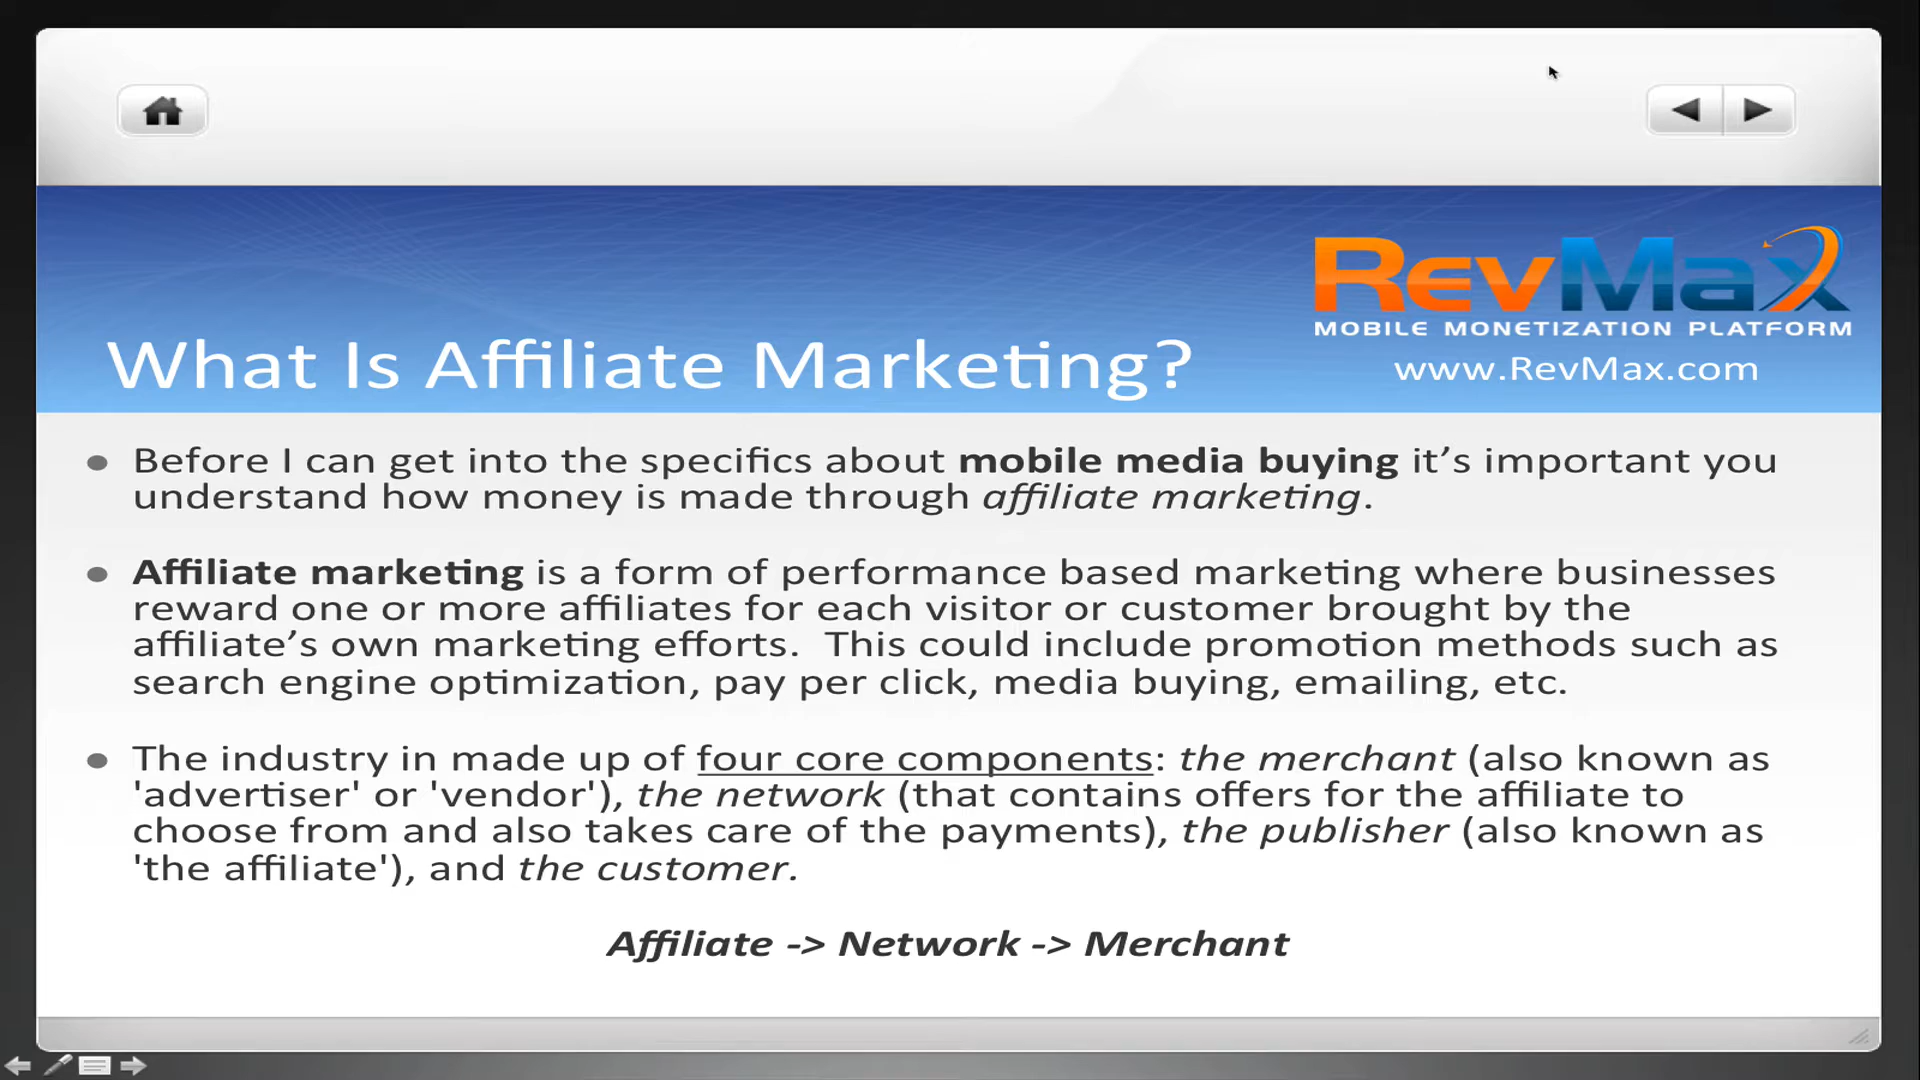 RevMax
MOBILE MONETIZATION PLATFORM
www.RevMax.com
What Is Affiliate Marketing?
Before I can get into the specifics about mobile media buying it’s important you
understand how money is made through affiliate marketing.
Affiliate marketing is a form of performance based marketing where businesses
reward one or more affiliates for each visitor or customer brought by the
affiliate’s own marketing efforts.  This could include promotion methods such as
search engine optimization, pay per click, media buying, emailing, etc.
The industry in made up of four core components: the merchant (also known as
'advertiser' or 'vendor'), the network (that contains offers for the affiliate to
choose from and also takes care of the payments), the publisher (also known as
'the affiliate'), and the customer.
Affiliate -> Network -> Merchant